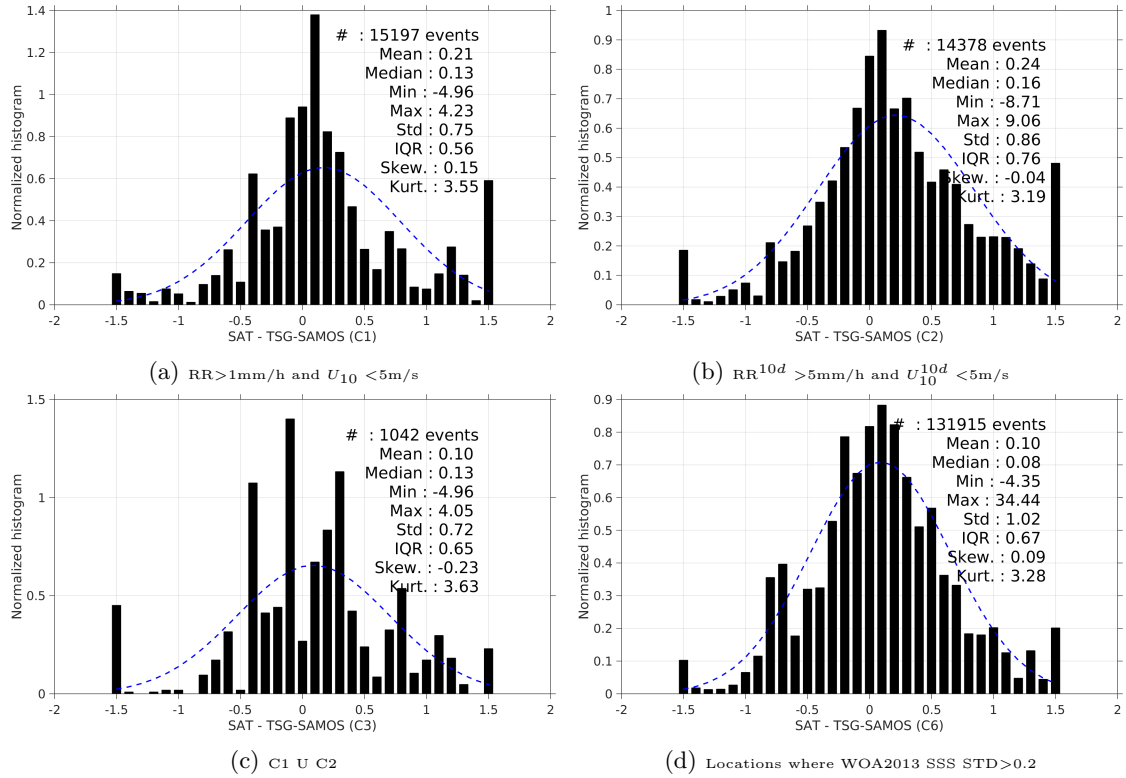 1.4
1.2
1
0.8
0.6
0.4
0.2
0
Normalized histogram
# : 15197 events
Mean : 0.21
Median : 0.13
Min : -4.96
Max : 4.23
Std : 0.75
IQR : 0.56
Skew. : 0.15
Kurt. : 3.55
-2 -1.5 -1 -0.5 0 0.5 1 1.5 2
SAT - TSG-SAMOS (C1)
(a) RR>1mm/h and U10 <5m/s
1
0.9
0.8
0.7
0.6
0.5
0.4
0.3
0.2
0.1
0
Normalized histogram
# : 14378 events
Mean : 0.24
Median : 0.16
Min : -8.71
Max : 9.06
Std : 0.86
IQR : 0.76
Skew. : -0.04
Kurt. : 3.19
-2 -1.5 -1 -0.5 0 0.5 1 1.5 2
SAT - TSG-SAMOS (C2)
(b) RR^10d >5mm/h and U10^10d <5m/s
1.5
1
0.5
0
Normalized histogram
# : 1042 events
Mean : 0.10
Median : 0.13
Min : -4.96
Max : 4.05
Std : 0.72
IQR : 0.65
Skew. : -0.23
Kurt. : 3.63
-2 -1.5 -1 -0.5 0 0.5 1 1.5 2
SAT - TSG-SAMOS (C3)
(c) C1 U C2
0.9
0.8
0.7
0.6
0.5
0.4
0.3
0.2
0.1
0
Normalized histogram
# : 131915 events
Mean : 0.10
Median : 0.08
Min : -4.35
Max : 34.44
Std : 1.02
IQR : 0.67
Skew. : 0.09
Kurt. : 3.28
-2 -1.5 -1 -0.5 0 0.5 1 1.5 2
SAT - TSG-SAMOS (C6)
(d) Locations where WOA2013 SSS STD>0.2